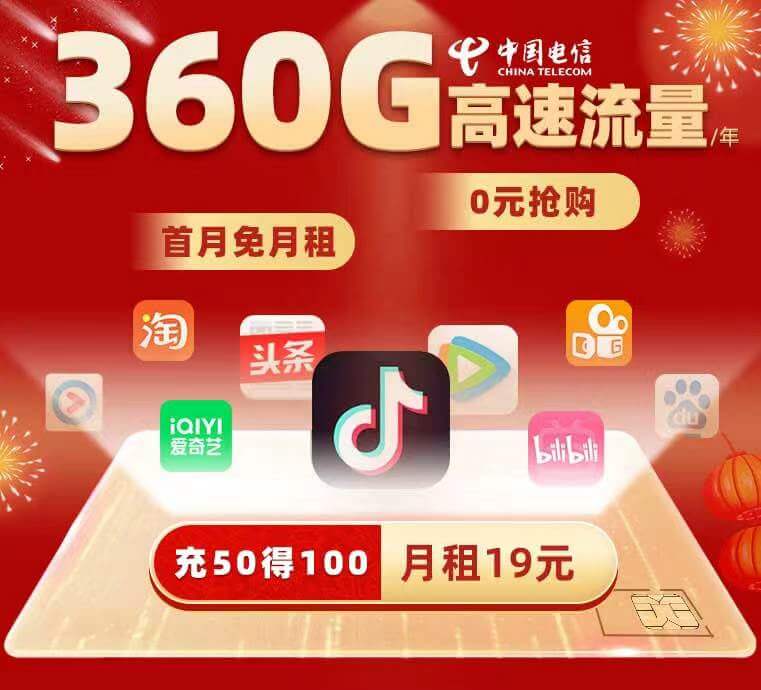 360G
中国电信
CHINA TELECOM
高速流量/年
0元抢购
首月免月租
淘
头条
iQIYI
爱奇艺
bilibili
du
充50得100
月租19元